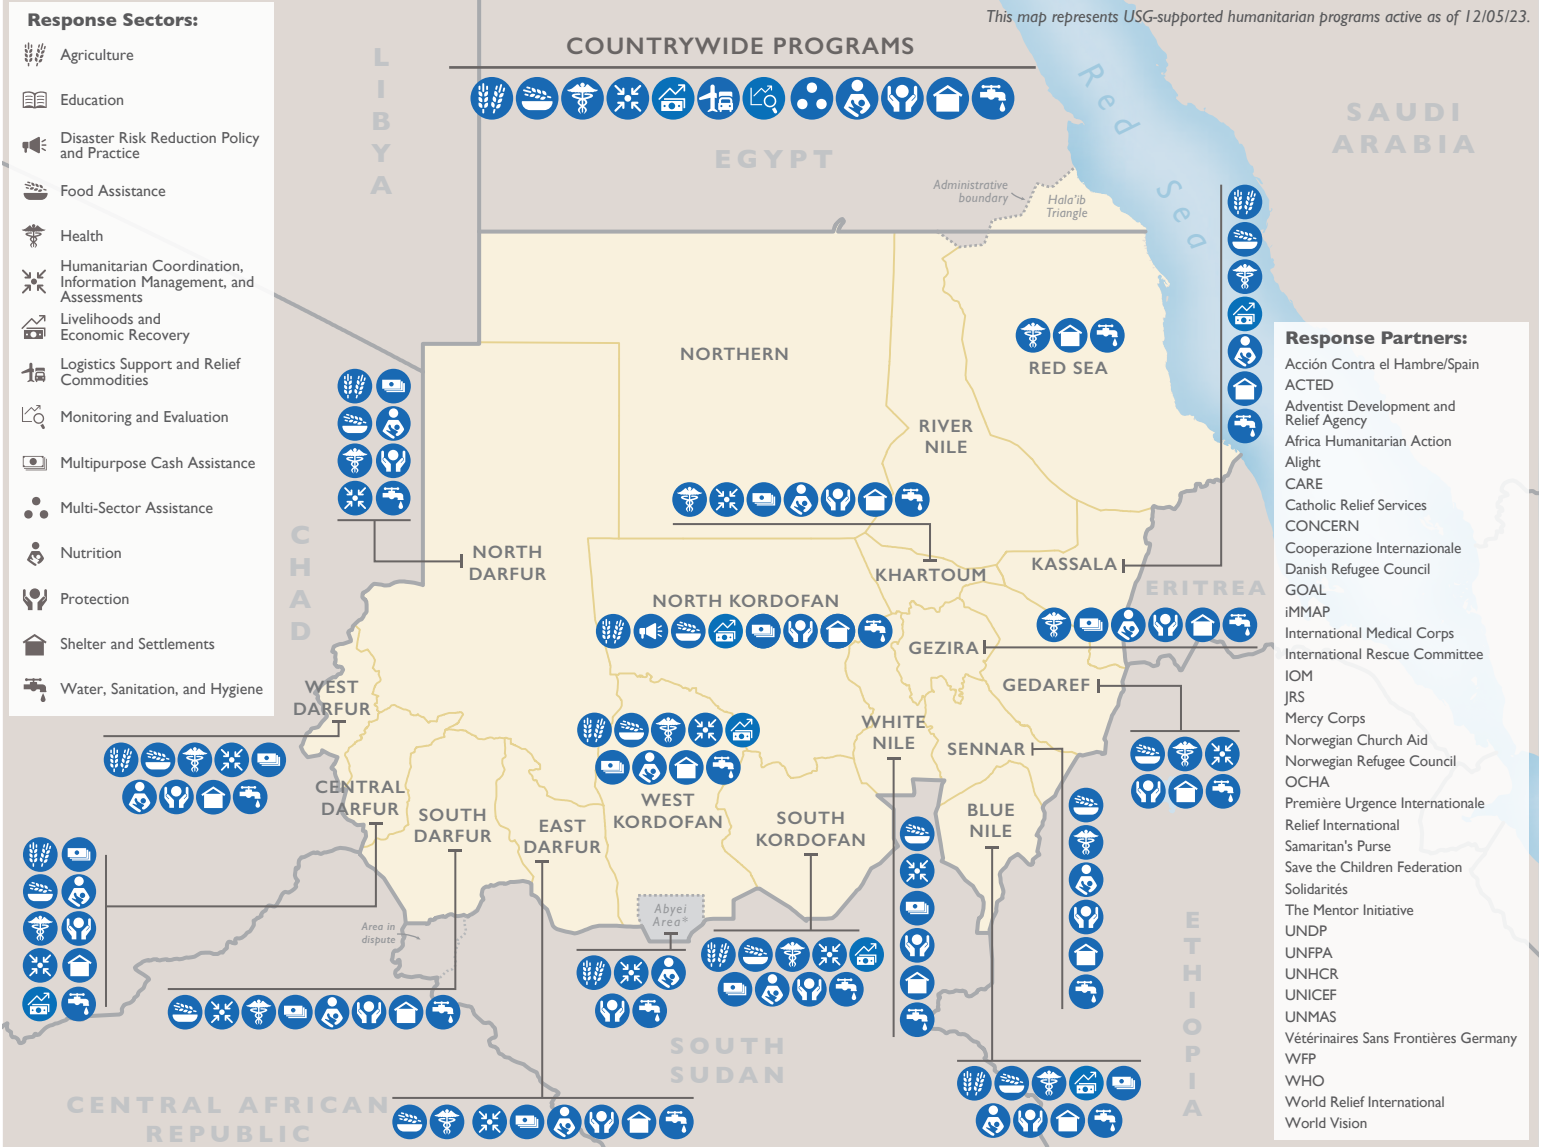 This map represents USG-supported humanitarian programs active as of 12/05/23.
COUNTRYWIDE PROGRAMS
Response Sectors:
Agriculture
Education
Disaster Risk Reduction Policy
and Practice
Food Assistance
Health
Humanitarian Coordination,
Information Management, and
Assessments
Livelihoods and
Economic Recovery
Logistics Support and Relief
Commodities
Monitoring and Evaluation
Multipurpose Cash Assistance
Multi-Sector Assistance
Nutrition
Protection
Shelter and Settlements
Water, Sanitation, and Hygiene
LIBYA
EGYPT
Red Sea
SAUDI
ARABIA
Administrative
boundary
Hala'ib
Triangle
NORTHERN
RED SEA
RIVER
NILE
CHAD
NORTH
DARFUR
KHARTOUM
KASSALA
ERITREA
NORTH KORDOFAN
GEZIRA
GEDAREF
WEST
DARFUR
WHITE
NILE
SENNAR
CENTRAL
DARFUR
SOUTH
DARFUR
EAST
DARFUR
WEST
KORDOFAN
SOUTH
KORDOFAN
BLUE
NILE
Abyei
Area*
Area in
dispute
ETHIOPIA
SOUTH
SUDAN
CENTRAL AFRICAN
REPUBLIC
Response Partners:
Acción Contra el Hambre/Spain
ACTED
Adventist Development and
Relief Agency
Africa Humanitarian Action
Alight
CARE
Catholic Relief Services
CONCERN
Cooperazione Internazionale
Danish Refugee Council
GOAL
iMMAP
International Medical Corps
International Rescue Committee
IOM
JRS
Mercy Corps
Norwegian Church Aid
Norwegian Refugee Council
OCHA
Première Urgence Internationale
Relief International
Samaritan's Purse
Save the Children Federation
Solidarités
The Mentor Initiative
UNDP
UNFPA
UNHCR
UNICEF
UNMAS
Vétérinaires Sans Frontières Germany
WFP
WHO
World Relief International
World Vision